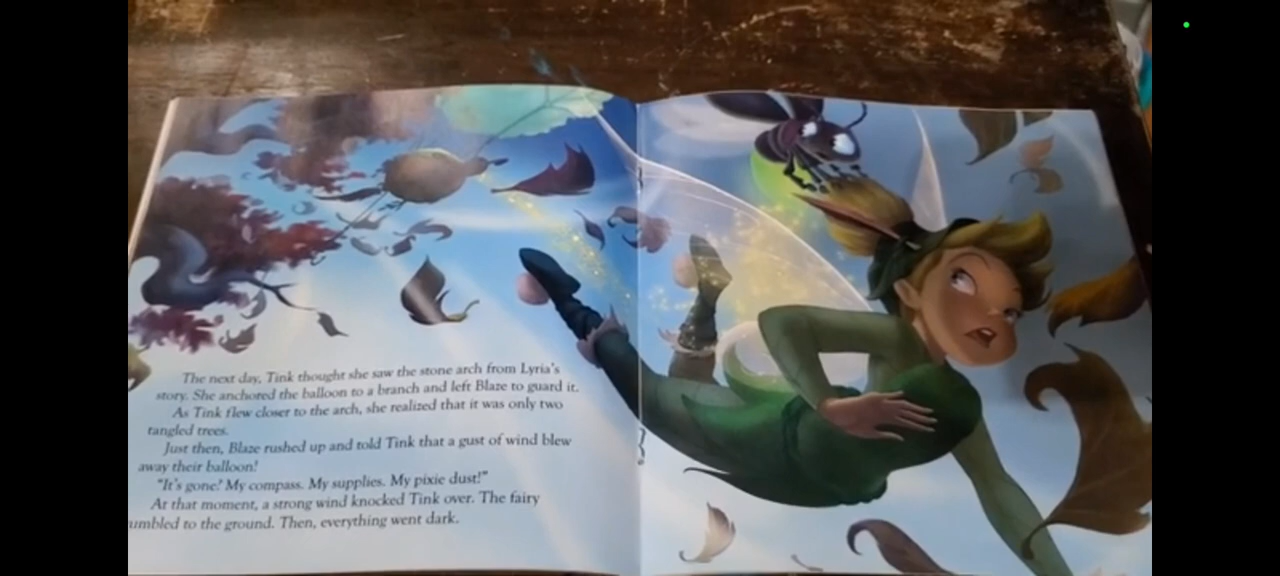 The next day, Tink thought she saw the stone arch from Lyria's
story. She anchored the balloon to a branch and left Blaze to guard it.
As Tink flew closer to the arch, she realized that it was only two
tangled trees.
Just then, Blaze rushed up and told Tink that a gust of wind blew
away their balloon!
"It's gone! My compass. My supplies. My pixie dust!"
At that moment, a strong wind knocked Tink over. The fairy
umbled to the ground. Then, everything went dark.